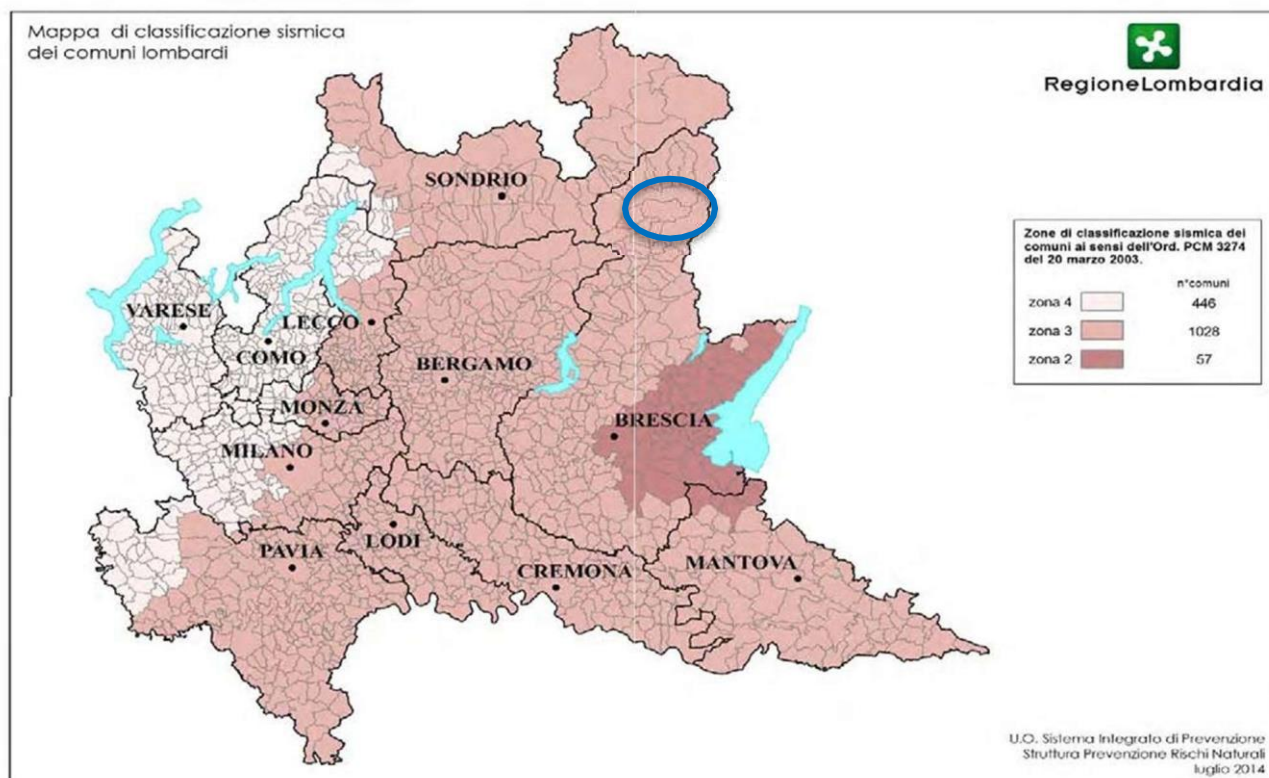 Mappa di classificazione sismica
dei comuni lombardi
RegioneLombardia
SONDRIO
VARESE
LECCO
COMO
BERGAMO
MONZA
BRESCIA
MILANO
LODI
PAVIA
MANTOVA
CREMONA
Zone di classificazione sismica dei
comuni ai sensi dell'Ord. PCM 3274
del 20 marzo 2003.
n°comuni
zona 4 446
zona 3 1028
zona 2 57
U.O. Sistema Integrato di Prevenzione
Struttura Prevenzione Rischi Naturali
luglio 2014